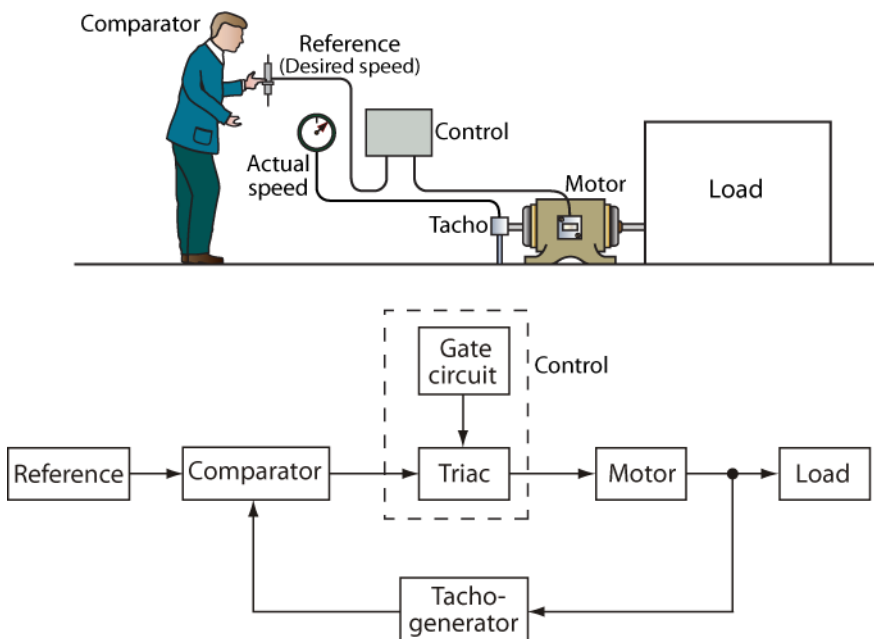 Comparator
Reference
(Desired speed)
Control
Actual
speed
Motor
Load
Tacho
Gate
circuit
Control
Reference
Comparator
Triac
Motor
Load
Tacho-
generator